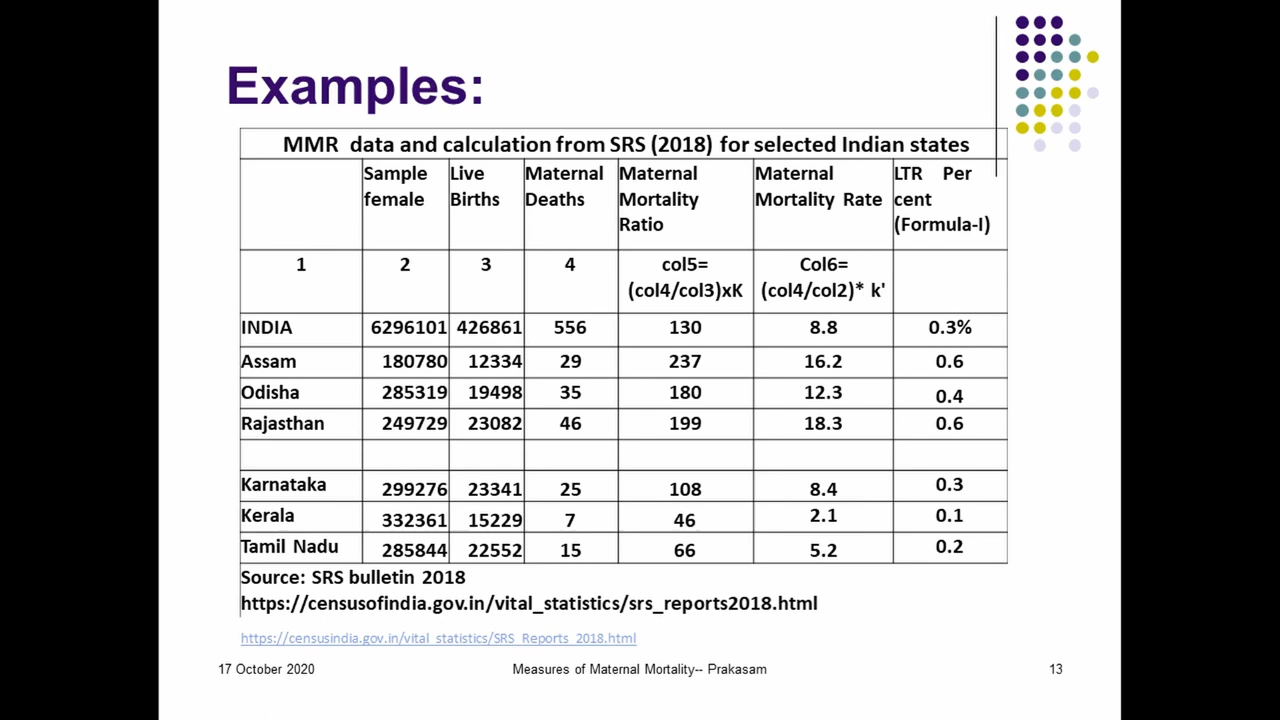 Examples:
MMR data and calculation from SRS (2018) for selected Indian states
Sample female Live Births Maternal Deaths Maternal Mortality Ratio Maternal Mortality Rate LTR Per cent (Formula-I)
1 2 3 4 col5= (col4/col3)xK Col6= (col4/col2)* k'
INDIA 6296101 426861 556 130 8.8 0.3%
Assam 180780 12334 29 237 16.2 0.6
Odisha 285319 19498 35 180 12.3 0.4
Rajasthan 249729 23082 46 199 18.3 0.6
Karnataka 299276 23341 25 108 8.4 0.3
Kerala 332361 15229 7 46 2.1 0.1
Tamil Nadu 285844 22552 15 66 5.2 0.2
Source: SRS bulletin 2018
https://censusofindia.gov.in/vital_statistics/srs_reports2018.html
https://censusindia.gov.in/vital_statistics/SRS_Reports_2018.html
17 October 2020 Measures of Maternal Mortality-- Prakasam 13